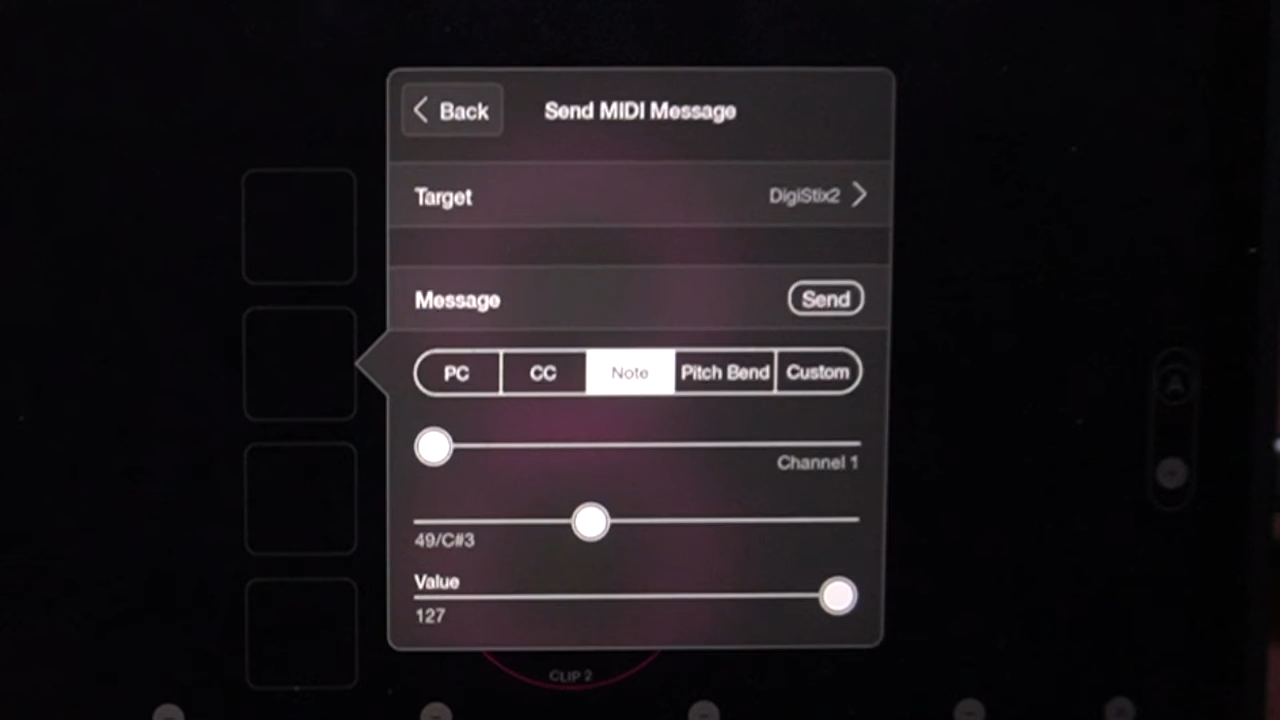 Back
Send MIDI Message
Target
DigiStix2
Message
Send
PC
CC
Note
Pitch Bend
Custom
Channel 1
49/C#3
Value
127
CLIP 2
A